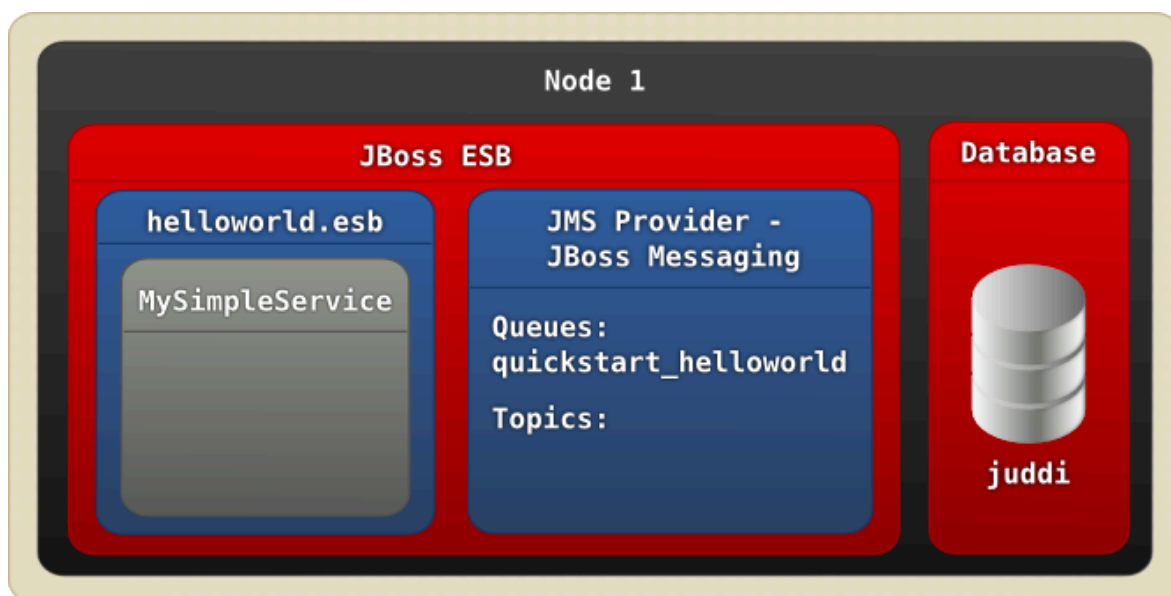 Node 1
JBoss ESB
helloworld.esb
MySimpleService
JMS Provider -
JBoss Messaging
Queues:
quickstart_helloworld
Topics:
Database
juddi